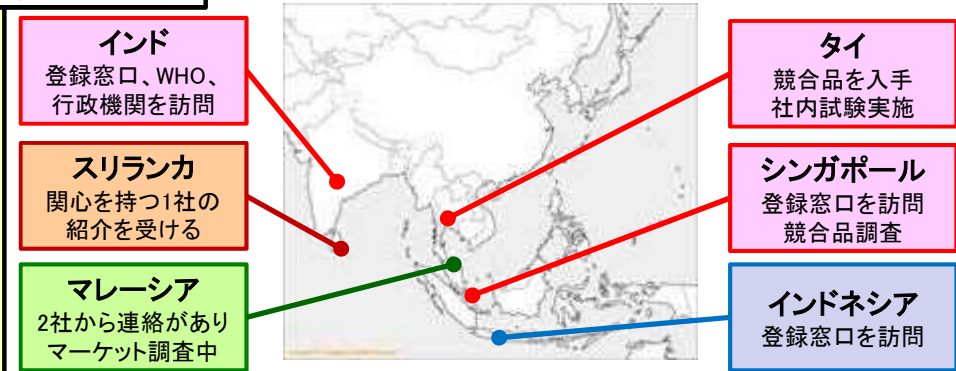 インド
登録窓口、WHO、
行政機関を訪問
スリランカ
関心を持つ1社の
紹介を受ける
マレーシア
2社から連絡があり
マーケット調査中
タイ
競合品を入手
社内試験実施
シンガポール
登録窓口を訪問
競合品調査
インドネシア
登録窓口を訪問